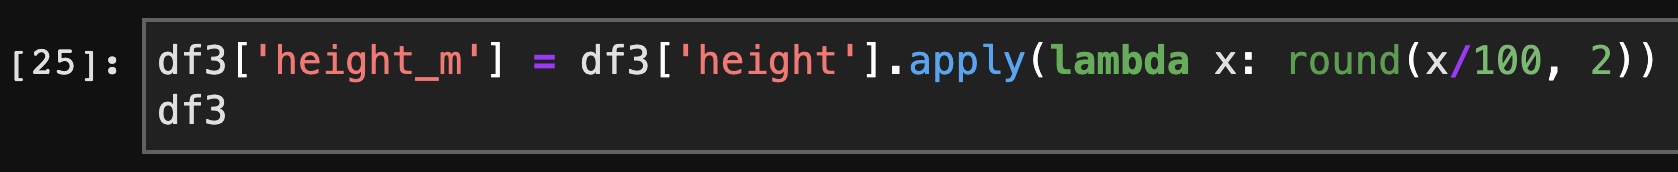 [25]: df3['height_m'] = df3['height'].apply(lambda x: round(x/100, 2))
df3